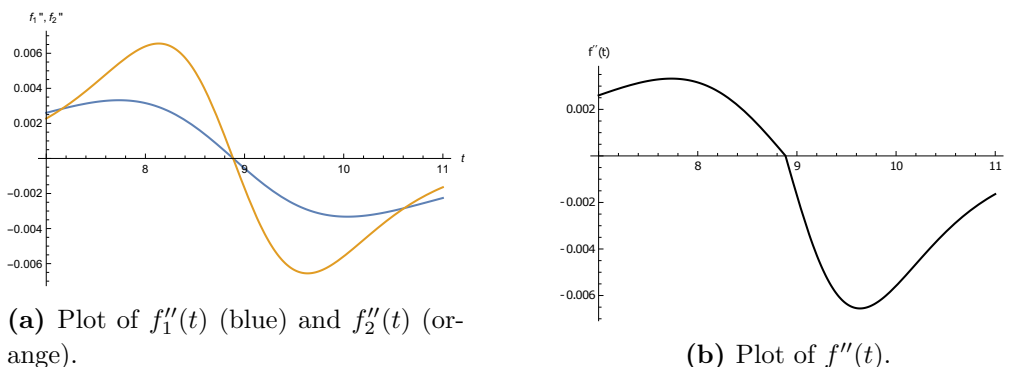 f₁'', f₂''
0.006
0.004
0.002
8 9 10 11 t
−0.002
−0.004
−0.006
(a) Plot of f₁′′(t) (blue) and f₂′′(t) (or-
ange).
f′′(t)
0.002
8 9 10 11
-0.002
-0.004
-0.006
(b) Plot of f′′(t).